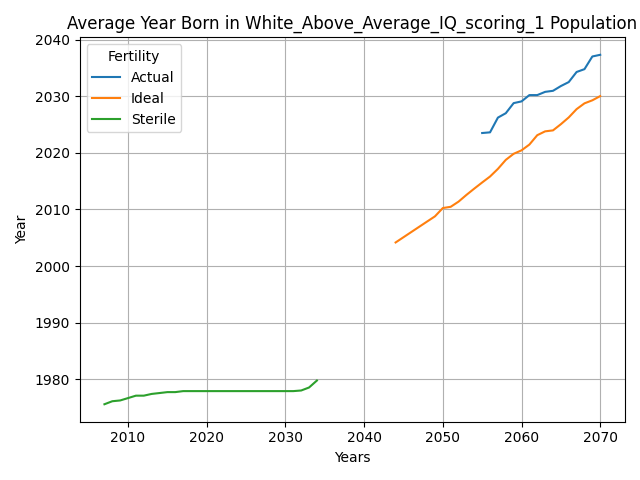 Average Year Born in White_Above_Average_IQ_scoring_1 Population
Fertility
Actual
Ideal
Sterile
Year
2040
2030
2020
2010
2000
1990
1980
2010 2020 2030 2040 2050 2060 2070
Years